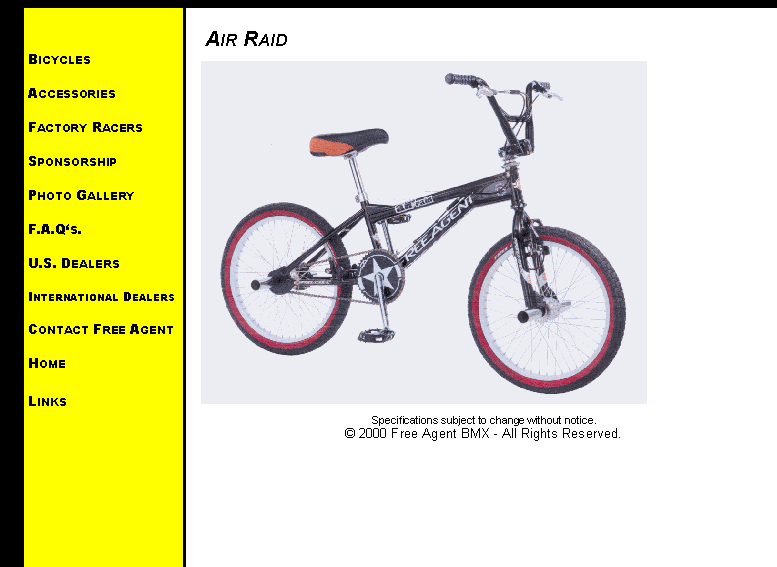 AIR RAID
BICYCLES
ACCESSORIES
FACTORY RACERS
SPONSORSHIP
PHOTO GALLERY
F.A.Q's.
U.S. DEALERS
INTERNATIONAL DEALERS
CONTACT FREE AGENT
HOME
LINKS
FREE AGENT
Specifications subject to change without notice.
© 2000 Free Agent BMX - All Rights Reserved.